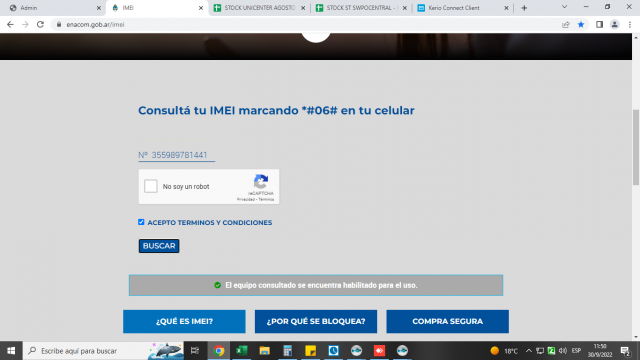 Admin
IMEI
STOCK UNICENTER AGOSTO
STOCK ST SWPOCENTRAL -
Kerio Connect Client
enacom.gob.ar/imei
Consultá tu IMEI marcando *#06# en tu celular
Nº 355989781441
No soy un robot
reCAPTCHA
Privacidad - Términos
ACEPTO TERMINOS Y CONDICIONES
BUSCAR
El equipo consultado se encuentra habilitado para el uso.
¿QUÉ ES IMEI?
¿POR QUÉ SE BLOQUEA?
COMPRA SEGURA
Escribe aquí para buscar
18°C
ESP
11:50
30/9/2022
2